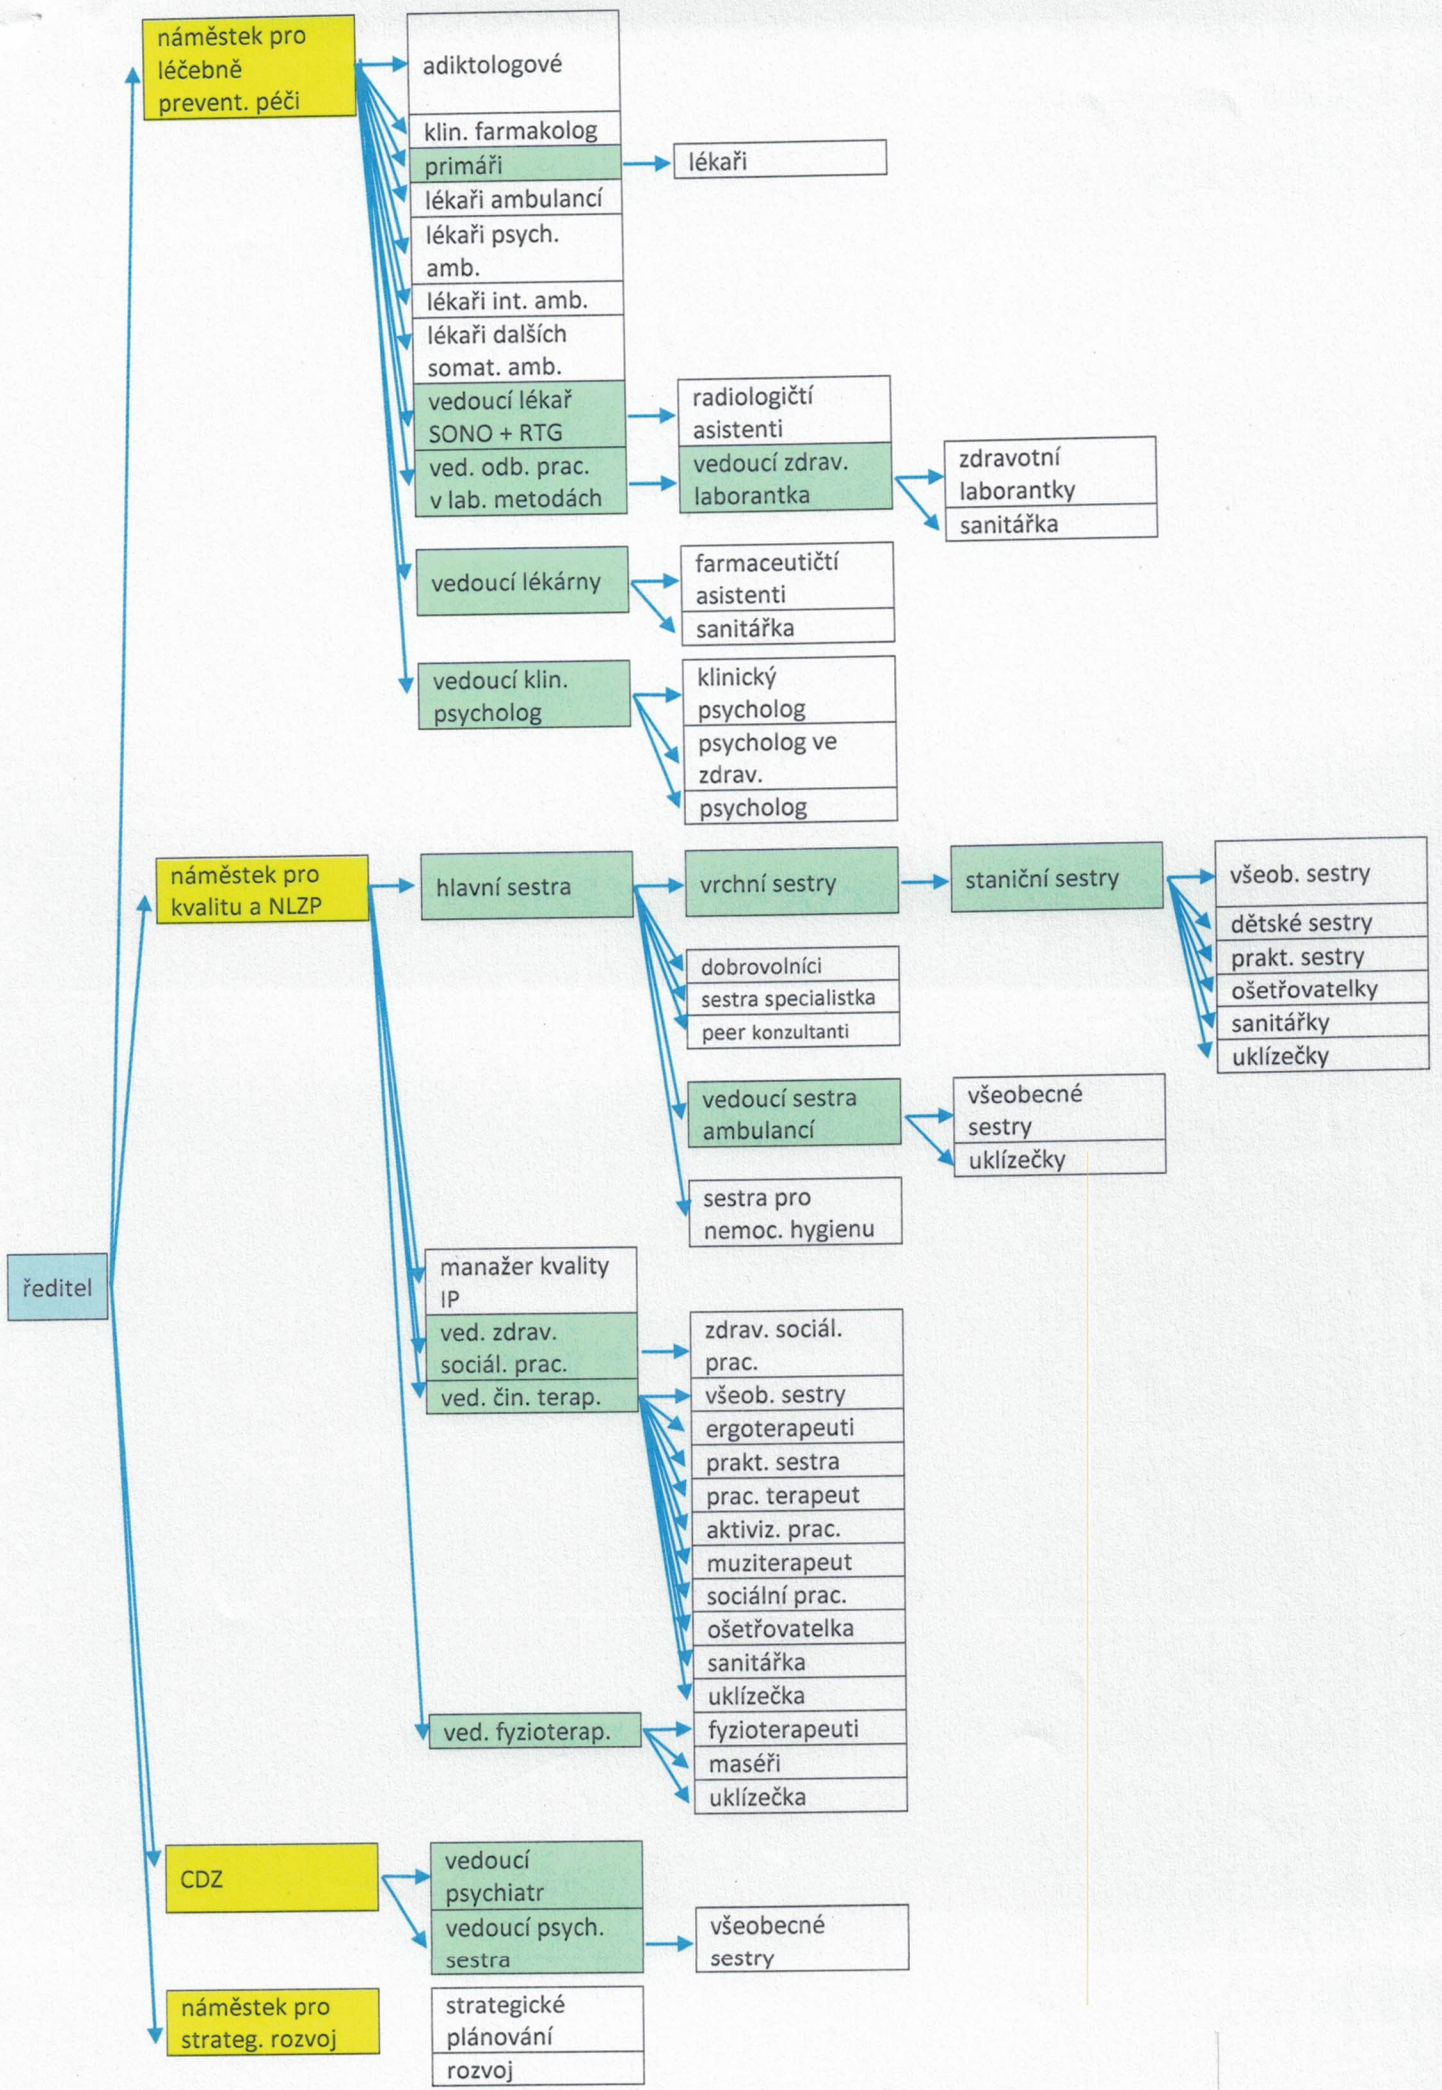 náměstek pro
léčebně
prevent. péči
adiktologové
klin. farmakolog
primáři
lékaři
lékaři ambulancí
lékaři psych.
amb.
lékaři int. amb.
lékaři dalších
somat. amb.
vedoucí lékař
SONO + RTG
radiologičtí
asistenti
ved. odb. prac.
v lab. metodách
vedoucí zdrav.
laborantka
zdravotní
laborantky
sanitářka
vedoucí lékárny
farmaceutičtí
asistenti
sanitářka
vedoucí klin.
psycholog
klinický
psycholog
psycholog ve
zdrav.
psycholog
náměstek pro
kvalitu a NLZP
hlavní sestra
vrchní sestry
staniční sestry
všeob. sestry
dětské sestry
prakt. sestry
ošetřovatelky
sanitářky
uklízečky
dobrovolníci
sestra specialistka
peer konzultanti
vedoucí sestra
ambulancí
všeobecné
sestry
uklízečky
sestra pro
nemoc. hygienu
ředitel
manažer kvality
IP
ved. zdrav.
sociál. prac.
zdrav. sociál.
prac.
ved. čin. terap.
všeob. sestry
ergoterapeuti
prakt. sestra
prac. terapeut
aktiviz. prac.
muziterapeut
sociální prac.
ošetřovatelka
sanitářka
uklízečka
ved. fyzioterap.
fyzioterapeuti
maséři
uklízečka
CDZ
vedoucí
psychiatr
vedoucí psych.
sestra
všeobecné
sestry
náměstek pro
strateg. rozvoj
strategické
plánování
rozvoj